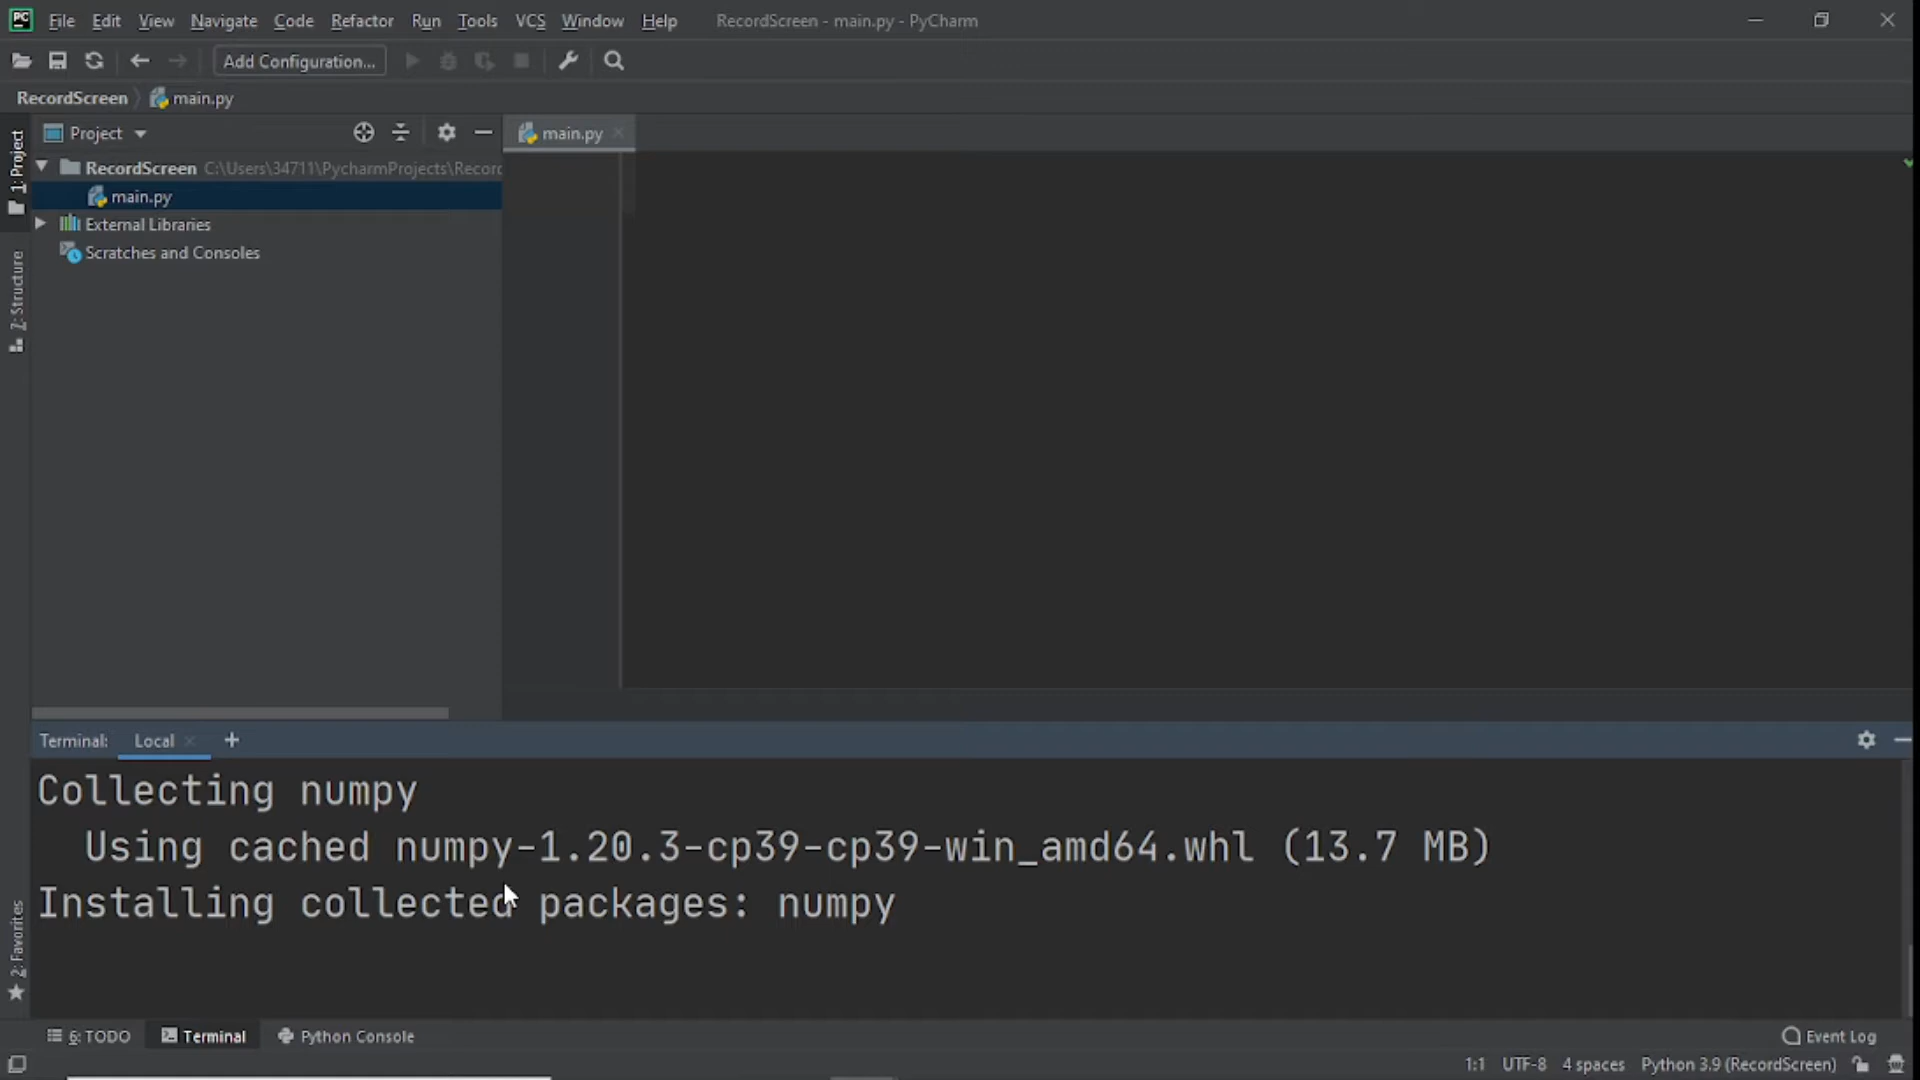 PC File Edit View Navigate Code Refactor Run Tools VCS Window Help RecordScreen - main.py - PyCharm
Add Configuration...
RecordScreen main.py
1: Project
Project
main.py
RecordScreen C:\Users\34711\PycharmProjects\Recor
main.py
External Libraries
Scratches and Consoles
7: Structure
Terminal: Local +
Collecting numpy
Using cached numpy-1.20.3-cp39-cp39-win_amd64.whl (13.7 MB)
Installing collected packages: numpy
2: Favorites
6: TODO Terminal Python Console Event Log
1:1 UTF-8 4 spaces Python 3.9 (RecordScreen)